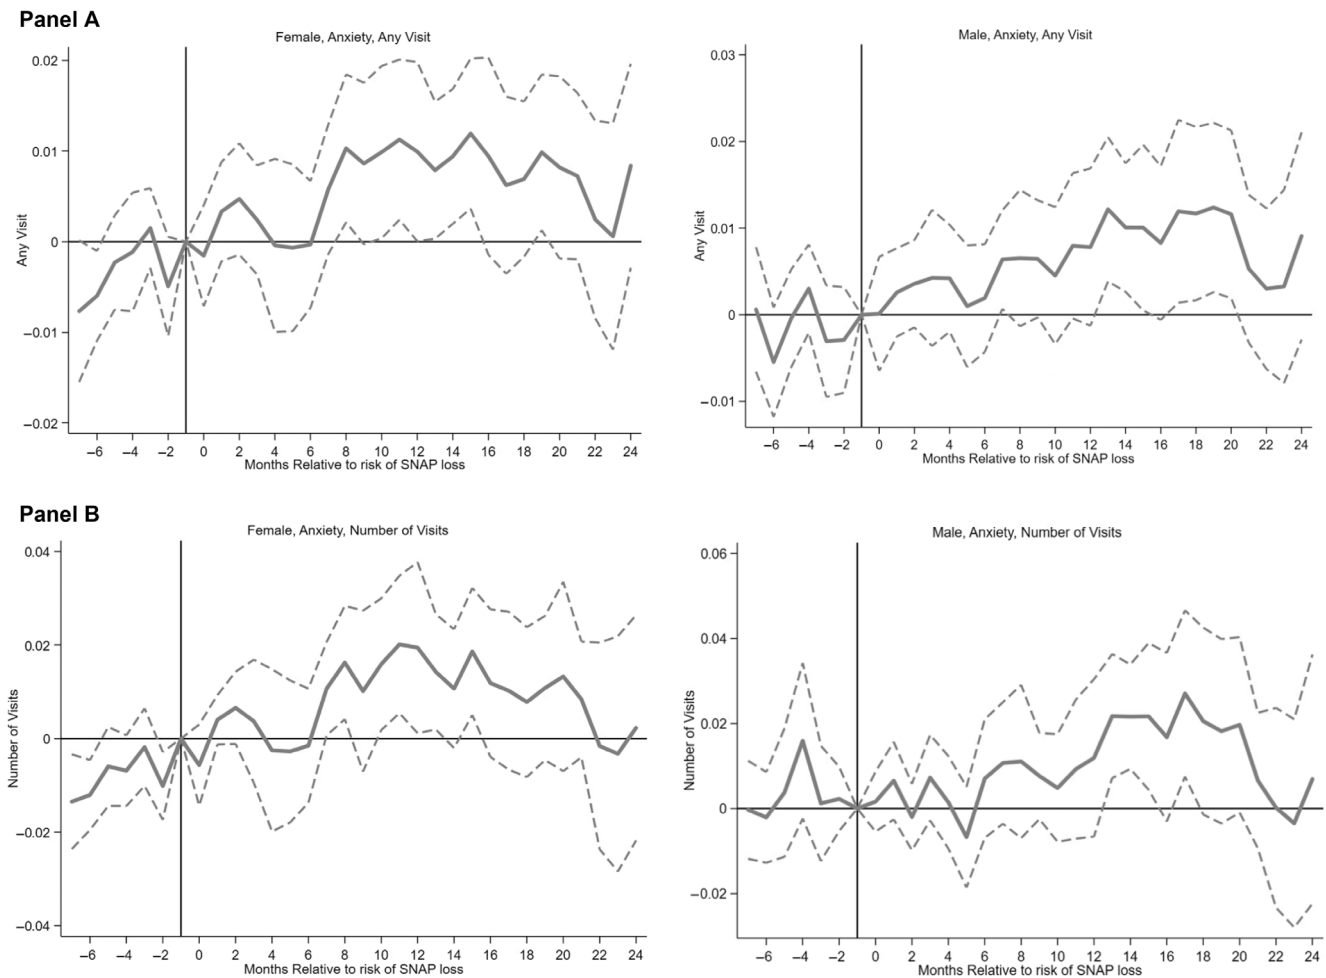 Panel A
Female, Anxiety, Any Visit
0.02
0.01
0
−0.01
−0.02
Any Visit
−6 −4 −2 0 2 4 6 8 10 12 14 16 18 20 22 24
Months Relative to risk of SNAP loss
Male, Anxiety, Any Visit
0.03
0.02
0.01
0
−0.01
Any Visit
−6 −4 −2 0 2 4 6 8 10 12 14 16 18 20 22 24
Months Relative to risk of SNAP loss
Panel B
Female, Anxiety, Number of Visits
0.04
0.02
0
−0.02
−0.04
Number of Visits
−6 −4 −2 0 2 4 6 8 10 12 14 16 18 20 22 24
Months Relative to risk of SNAP loss
Male, Anxiety, Number of Visits
0.06
0.04
0.02
0
−0.02
Number of Visits
−6 −4 −2 0 2 4 6 8 10 12 14 16 18 20 22 24
Months Relative to risk of SNAP loss